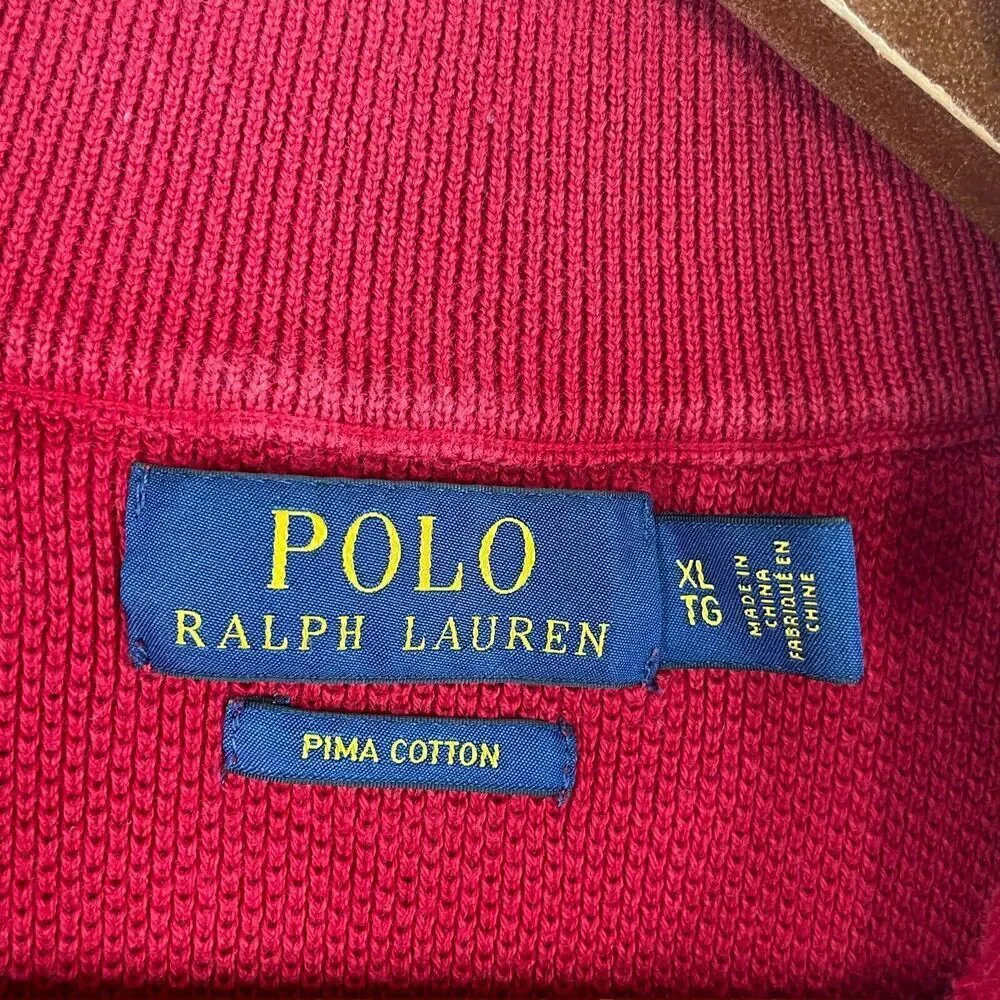 POLO
RALPH LAUREN
XL
TG
MADE IN
CHINA
FABRIQUÉ EN
CHINE
PIMA COTTON